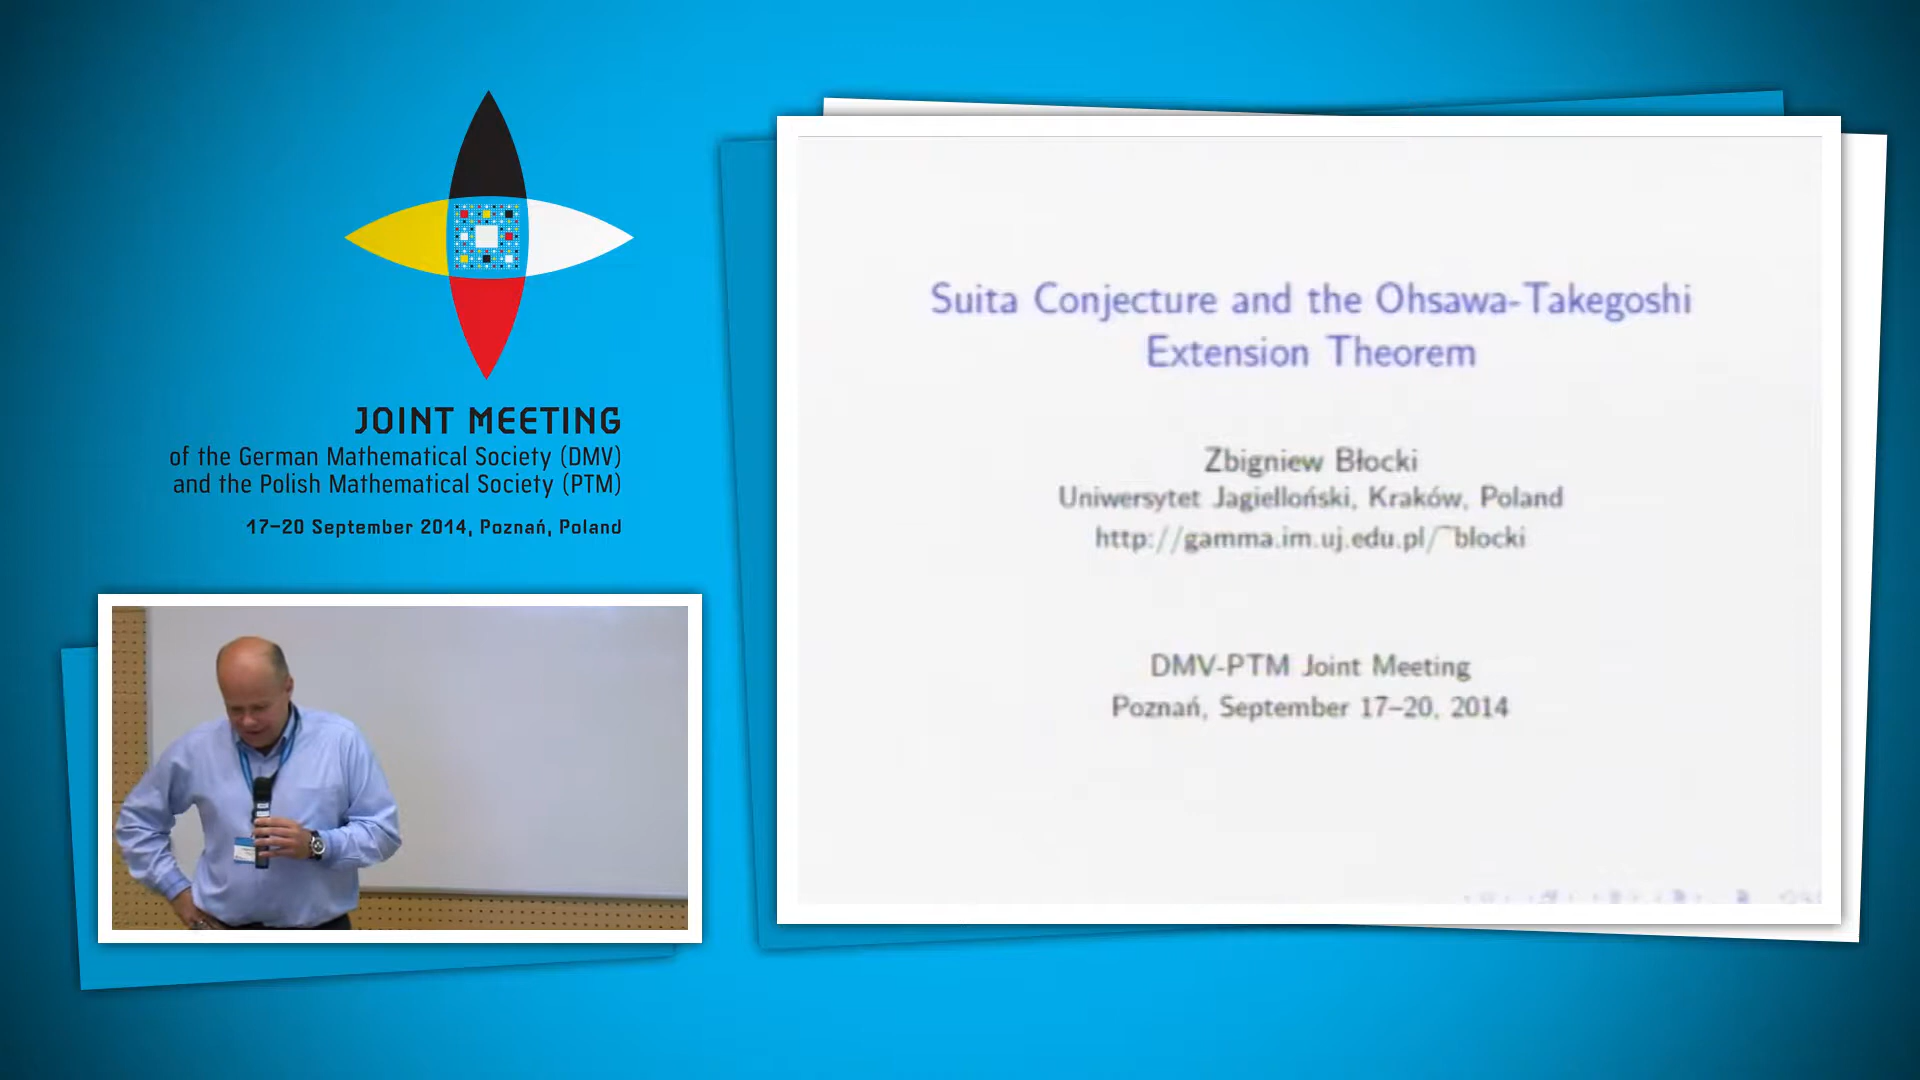 JOINT MEETING
of the German Mathematical Society (DMV)
and the Polish Mathematical Society (PTM)
17–20 September 2014, Poznań, Poland
Suita Conjecture and the Ohsawa-Takegoshi
Extension Theorem
Zbigniew Błocki
Uniwersytet Jagielloński, Kraków, Poland
http://gamma.im.uj.edu.pl/~blocki
DMV-PTM Joint Meeting
Poznań, September 17–20, 2014